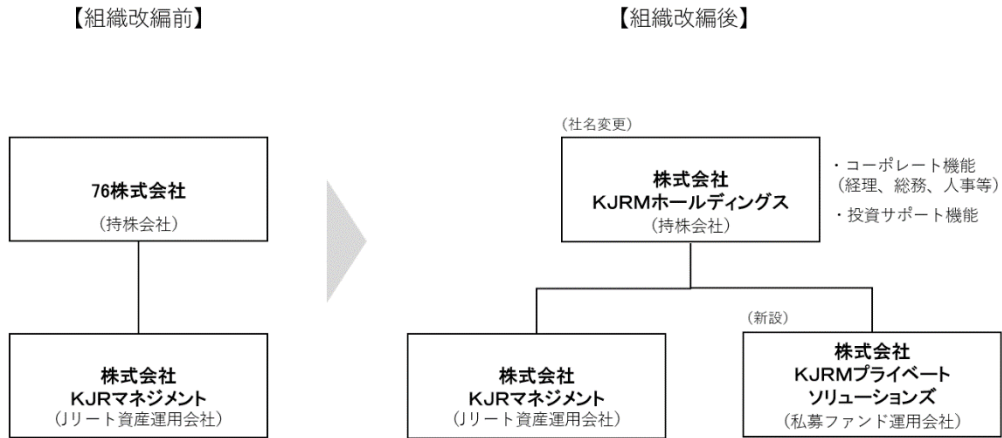 【組織改編前】
【組織改編後】
76株式会社
(持株会社)
株式会社
KJRマネジメント
(Jリート資産運用会社)
(社名変更)
株式会社
KJRMホールディングス
(持株会社)
・コーポレート機能
(経理、総務、人事等)
・投資サポート機能
株式会社
KJRマネジメント
(Jリート資産運用会社)
(新設)
株式会社
KJRMプライベート
ソリューションズ
(私募ファンド運用会社)